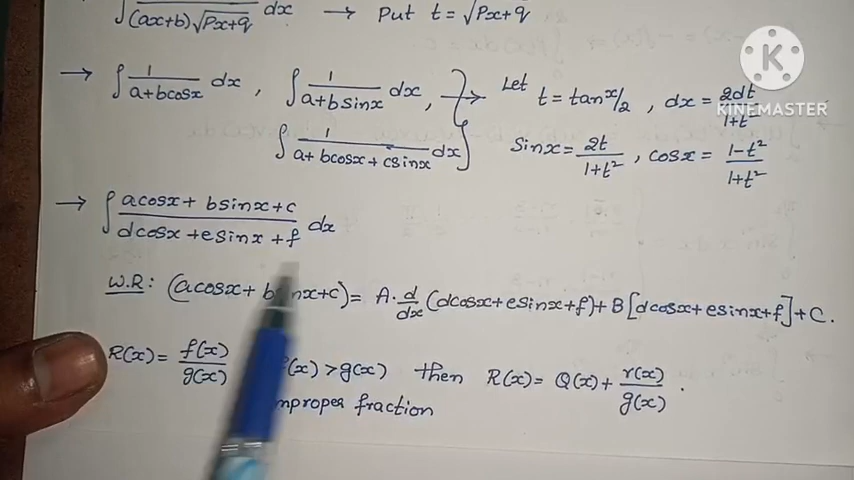 ∫ 1/((ax+b)√(Px+q)) dx → Put t = √(Px+q)
→ ∫ 1/(a+bcosx) dx , ∫ 1/(a+bsinx) dx , → Let t = tan x/2 , dx = 2dt/(1+t²)
∫ 1/(a+bcosx+csinx) dx sinx = 2t/(1+t²) , cosx = (1-t²)/(1+t²)
→ ∫ (acosx + bsinx + c)/(dcosx + esinx + f) dx
W.R: (acosx + bsinx + c) = A. d/dx (dcosx + esinx + f) + B [dcosx + esinx + f] + C.
R(x) = f(x)/g(x) (x) > g(x) then R(x) = Q(x) + r(x)/g(x) .
mproper fraction
KINEMASTER